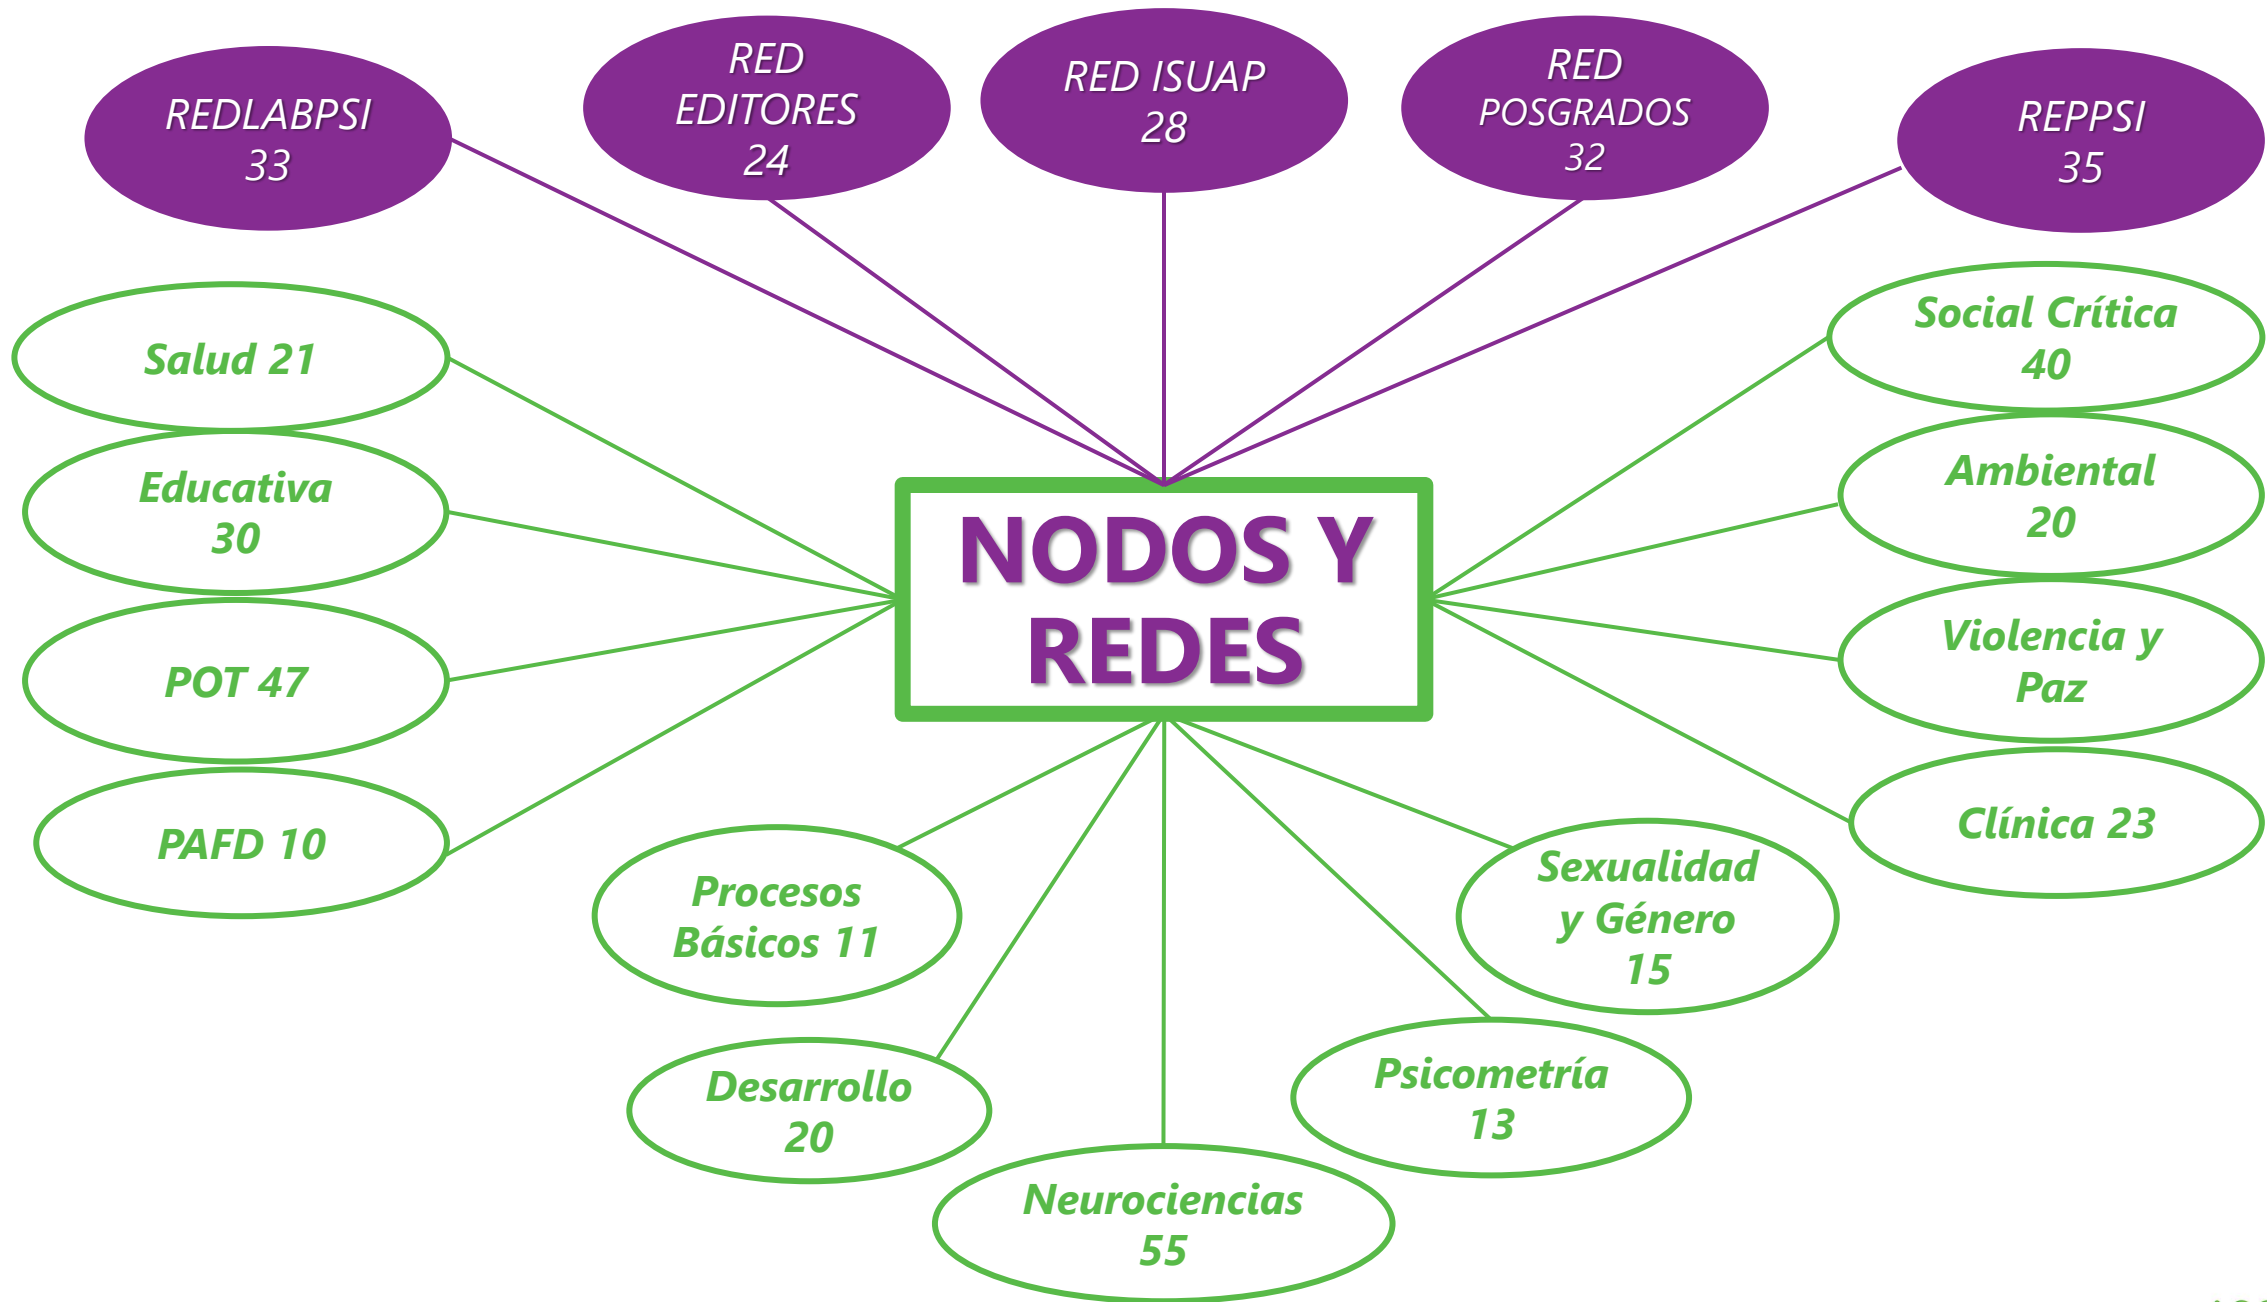 REDLABPSI
33
RED
EDITORES
24
RED ISUAP
28
RED
POSGRADOS
32
REPPSI
35
Salud 21
Educativa
30
POT 47
PAFD 10
NODOS Y
REDES
Social Crítica
40
Ambiental
20
Violencia y
Paz
Clínica 23
Procesos
Básicos 11
Desarrollo
20
Neurociencias
55
Psicometría
13
Sexualidad
y Género
15